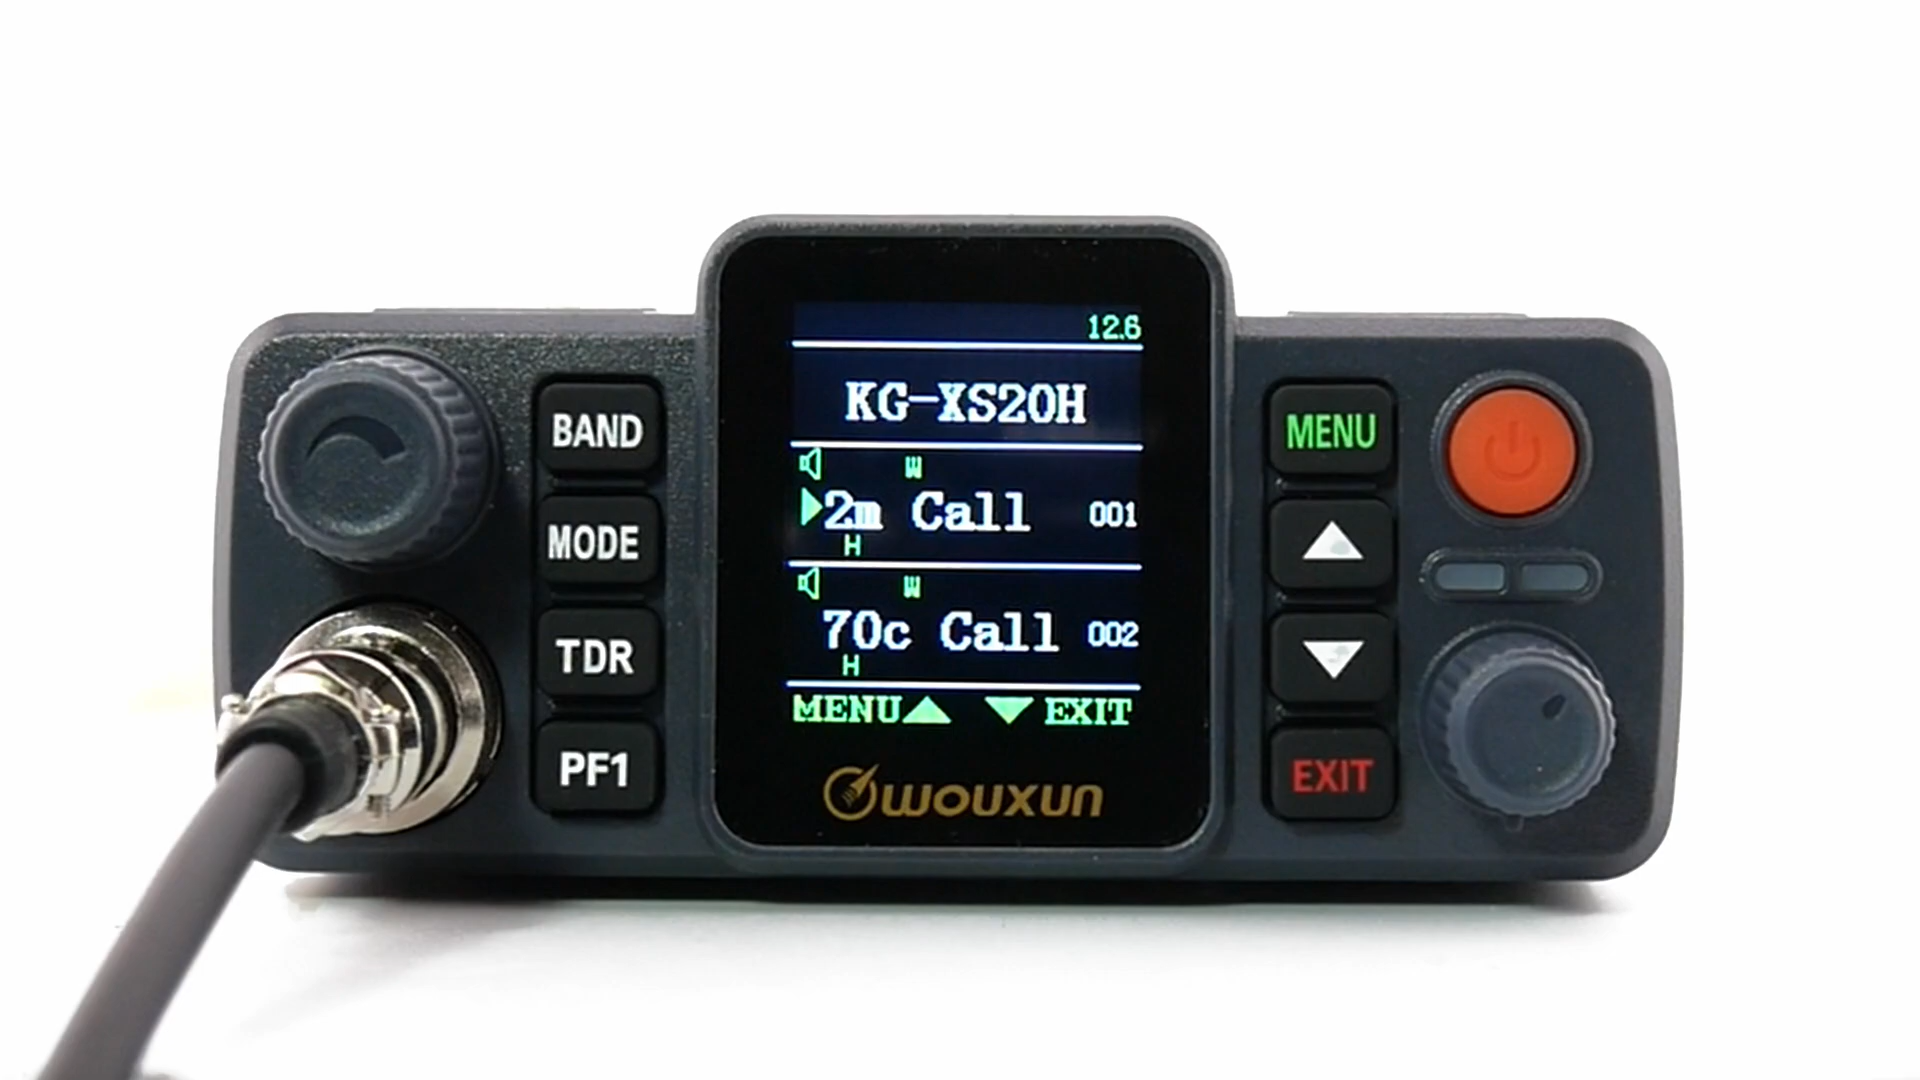 12.6
KG-XS20H
W
2m Call 001
H
W
70c Call 002
H
MENU EXIT
WOUXUN
BAND
MODE
TDR
PF1
MENU
EXIT